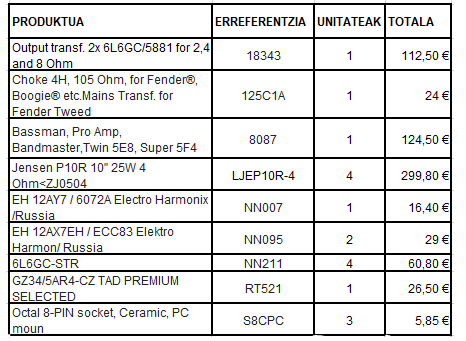 PRODUKTUA ERREFERENTZIA UNITATEAK TOTALA
Output transf. 2x 6L6GC/5881 for 2,4
and 8 Ohm 18343 1 112,50 €
Choke 4H, 105 Ohm, for Fender®,
Boogie® etc.Mains Transf. for
Fender Tweed 125C1A 1 24 €
Bassman, Pro Amp,
Bandmaster,Twin 5E8, Super 5F4 8087 1 124,50 €
Jensen P10R 10" 25W 4
Ohm<ZJ0504 LJEP10R-4 4 299,80 €
EH 12AY7 / 6072A Electro Harmonix
/Russia NN007 1 16,40 €
EH 12AX7EH / ECC83 Elektro
Harmon/ Russia NN095 2 29 €
6L6GC-STR NN211 4 60,80 €
GZ34/5AR4-CZ TAD PREMIUM
SELECTED RT521 1 26,50 €
Octal 8-PIN socket, Ceramic, PC
moun S8CPC 3 5,85 €